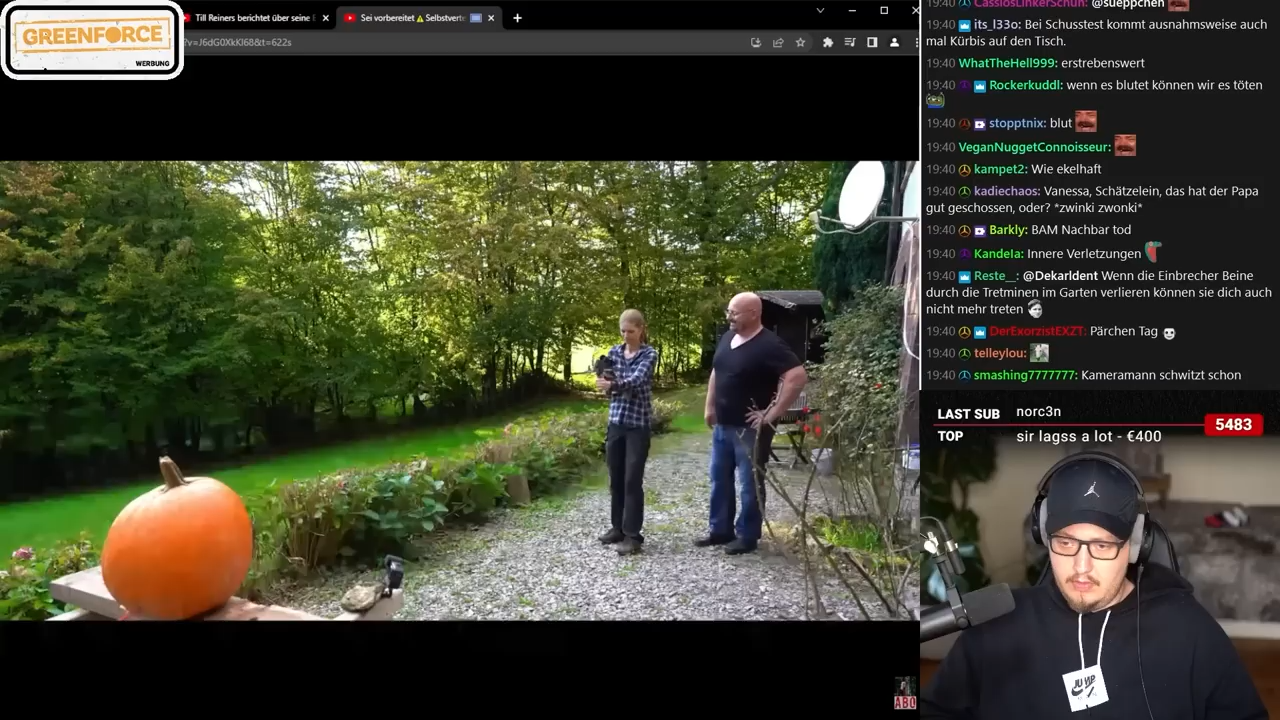 Till Reiners berichtet über seine E
Sei vorbereitet ⚠ Selbstverte
GREENFORCE
WERBUNG
?v=J6dG0XkKl68&t=622s
19:40 CassiosLinkerSchuh: @sueppchen
19:40 its_l33o: Bei Schusstest kommt ausnahmsweise auch
mal Kürbis auf den Tisch.
19:40 WhatTheHell999: erstrebenswert
19:40 Rockerkuddl: wenn es blutet können wir es töten
19:40 stopptnix: blut
19:40 VeganNuggetConnoisseur:
19:40 kampet2: Wie ekelhaft
19:40 kadiechaos: Vanessa, Schätzelein, das hat der Papa
gut geschossen, oder? *zwinki zwonki*
19:40 Barkly: BAM Nachbar tod
19:40 Kandela: Innere Verletzungen
19:40 Reste__: @Dekarldent Wenn die Einbrecher Beine
durch die Tretminen im Garten verlieren können sie dich auch
nicht mehr treten
19:40 DerExorzistEXZT: Pärchen Tag
19:40 telleylou:
19:40 smashing7777777: Kameramann schwitzt schon
LAST SUB norc3n
5483
TOP sir lagss a lot - €400
JUMP
ABO